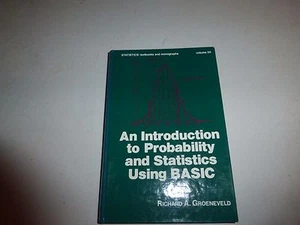 STATISTICS: textbooks and monographs
An Introduction
to Probability
and Statistics
Using BASIC
RICHARD A. GROENEVELD